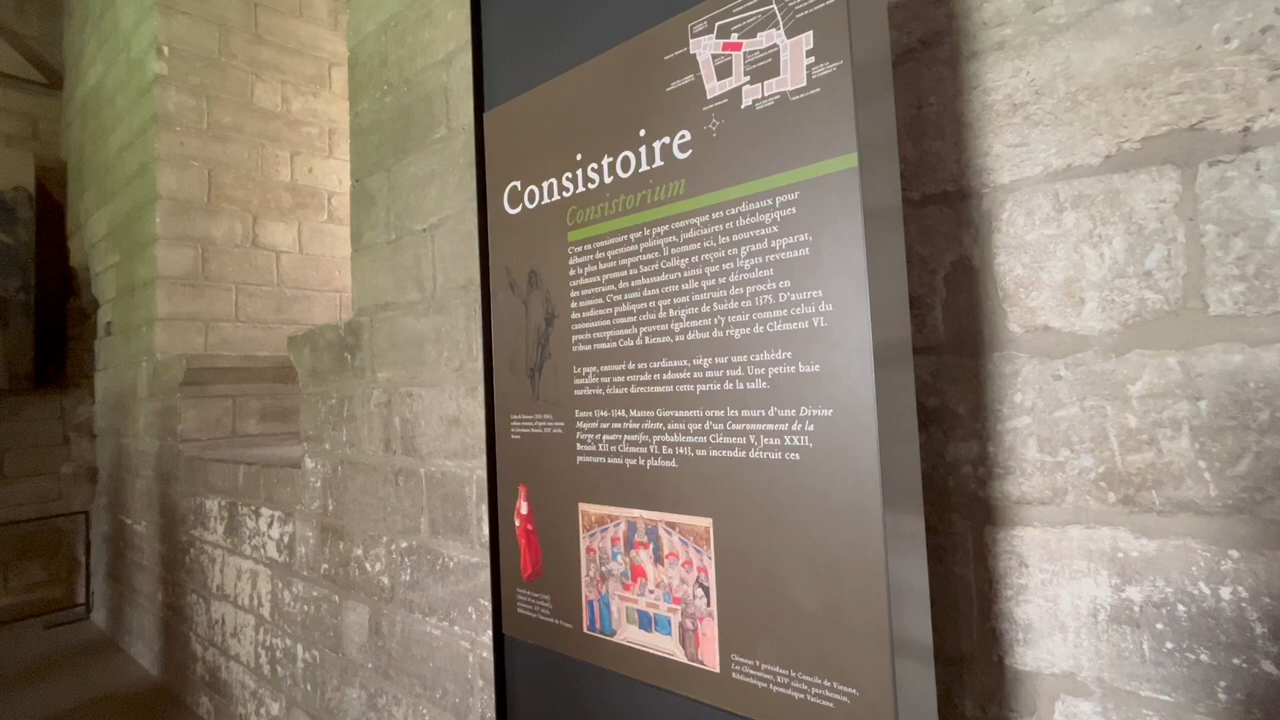 Consistoire
Consistorium
C'est en consistoire que le pape convoque ses cardinaux pour
débattre des questions politiques, judiciaires et théologiques
de la plus haute importance. Il nomme ici, les nouveaux
cardinaux promus au Sacré Collège et reçoit en grand apparat,
des souverains, des ambassadeurs ainsi que ses légats revenant
de mission. C'est aussi dans cette salle que se déroulent
des audiences publiques et que sont instruits des procès en
canonisation comme celui de Brigitte de Suède en 1375. D'autres
procès exceptionnels peuvent également s'y tenir comme celui du
tribun romain Cola di Rienzo, au début du règne de Clément VI.
Le pape, entouré de ses cardinaux, siège sur une cathèdre
installée sur une estrade et adossée au mur sud. Une petite baie
surélevée, éclaire directement cette partie de la salle.
Entre 1346-1348, Matteo Giovannetti orne les murs d'une Divine
Majesté sur son trône céleste, ainsi que d'un Couronnement de la
Vierge et quatre pontifes, probablement Clément V, Jean XXII,
Benoît XII et Clément VI. En 1413, un incendie détruit ces
peintures ainsi que le plafond.
Clément V présidant le Concile de Vienne,
Les Clémentines, XIVe siècle, parchemin,
Bibliothèque Apostolique Vaticane.